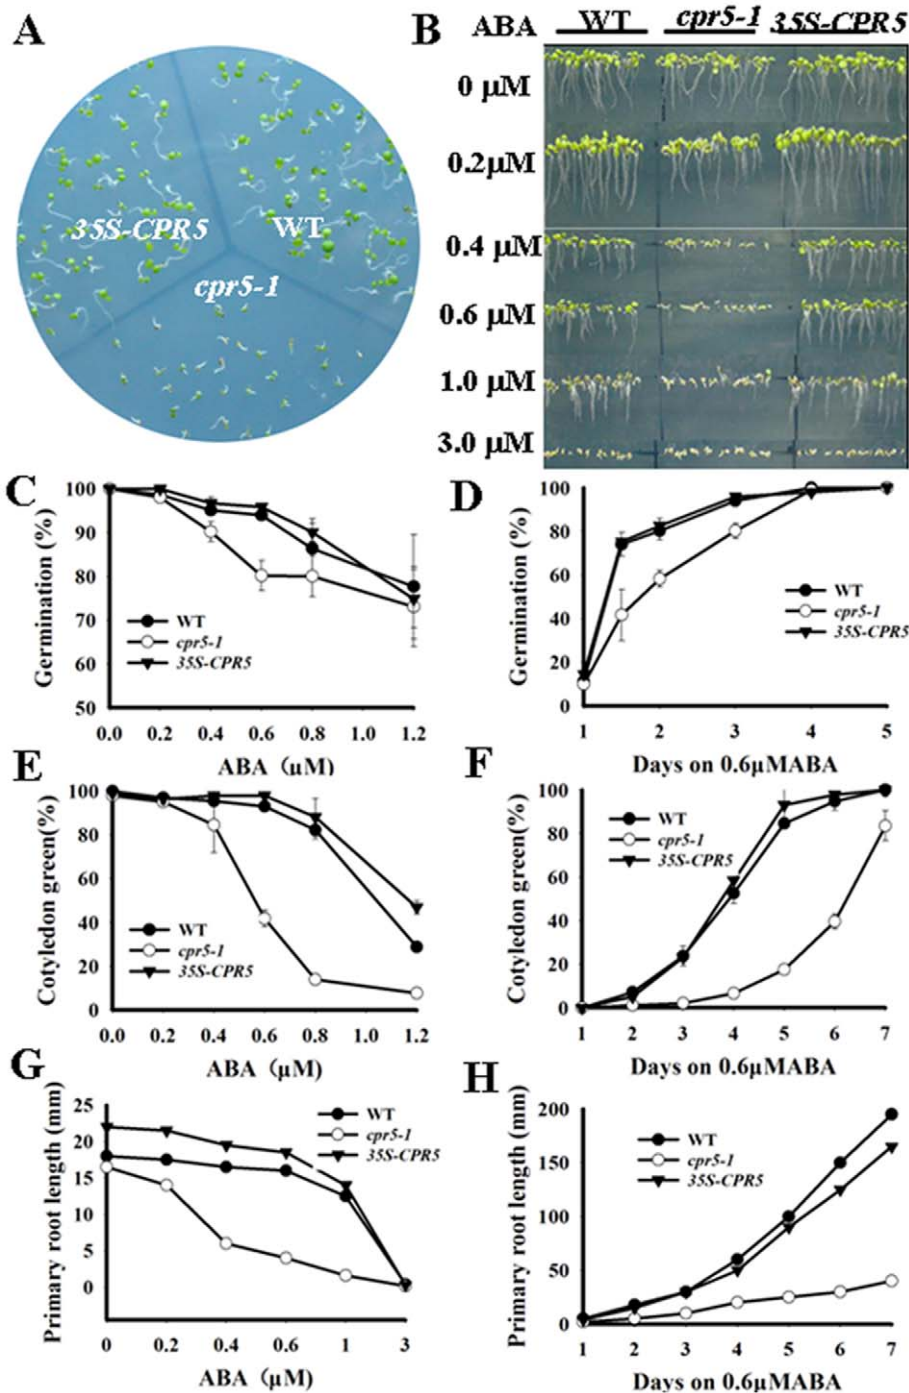 A
35S-CPR5
WT
cpr5-1
B
ABA WT cpr5-1 35S-CPR5
0 μM
0.2μM
0.4 μM
0.6 μM
1.0 μM
3.0 μM
C
Germination (%)
100
90
80
70
60
50
WT
cpr5-1
35S-CPR5
0.0 0.2 0.4 0.6 0.8 1.0 1.2
ABA (μM)
D
Germination (%)
100
80
60
40
20
0
WT
cpr5-1
35S-CPR5
1 2 3 4 5
Days on 0.6μMABA
E
Cotyledon green(%)
100
80
60
40
20
0
WT
cpr5-1
35S-CPR5
0.0 0.2 0.4 0.6 0.8 1.0 1.2
ABA (μM)
F
Cotyledon green(%)
100
80
60
40
20
0
WT
cpr5-1
35S-CPR5
1 2 3 4 5 6 7
Days on 0.6μMABA
G
Primary root length (mm)
25
20
15
10
5
0
WT
cpr5-1
35S-CPR5
0 0.2 0.4 0.6 1 3
ABA (μM)
H
Primary root length (mm)
200
150
100
50
0
WT
cpr5-1
35S-CPR5
1 2 3 4 5 6 7
Days on 0.6μMABA